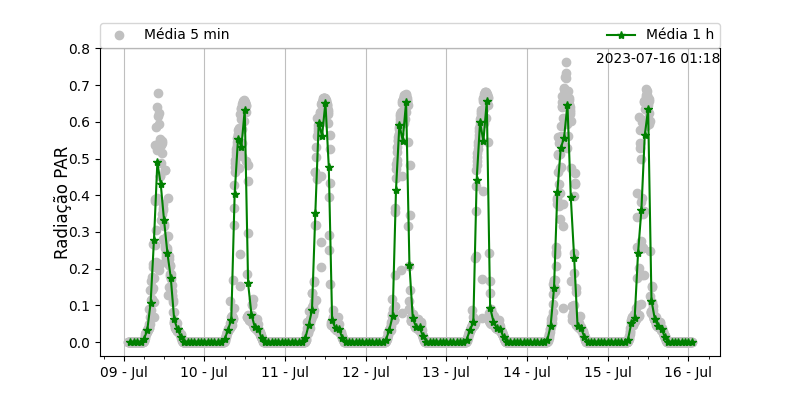 Média 5 min
Média 1 h
2023-07-16 01:18
Radiação PAR
0.8
0.7
0.6
0.5
0.4
0.3
0.2
0.1
0.0
09 - Jul
10 - Jul
11 - Jul
12 - Jul
13 - Jul
14 - Jul
15 - Jul
16 - Jul